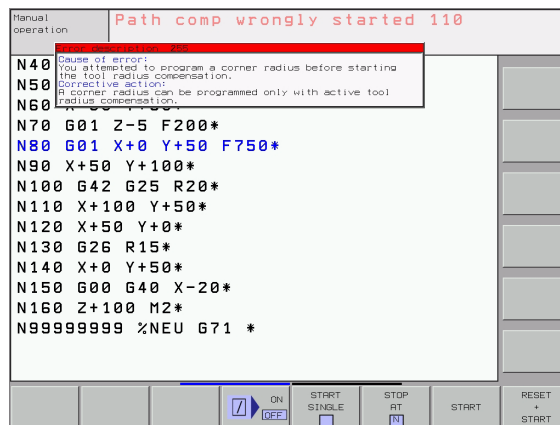 Manual
operation
Path comp wrongly started 110
Error description 256
Cause of error:
You attempted to program a corner radius before starting
the tool radius compensation.
Corrective action:
A corner radius can be programmed only with active tool
radius compensation.
N40
N50
N60
N70 G01 Z-5 F200*
N80 G01 X+0 Y+50 F750*
N90 X+50 Y+100*
N100 G42 G25 R20*
N110 X+100 Y+50*
N120 X+50 Y+0*
N130 G26 R15*
N140 X+0 Y+50*
N150 G00 G40 X-20*
N160 Z+100 M2*
N99999999 %NEU G71 *
ON
OFF
START
SINGLE
STOP
AT
N
START
RESET
+
START